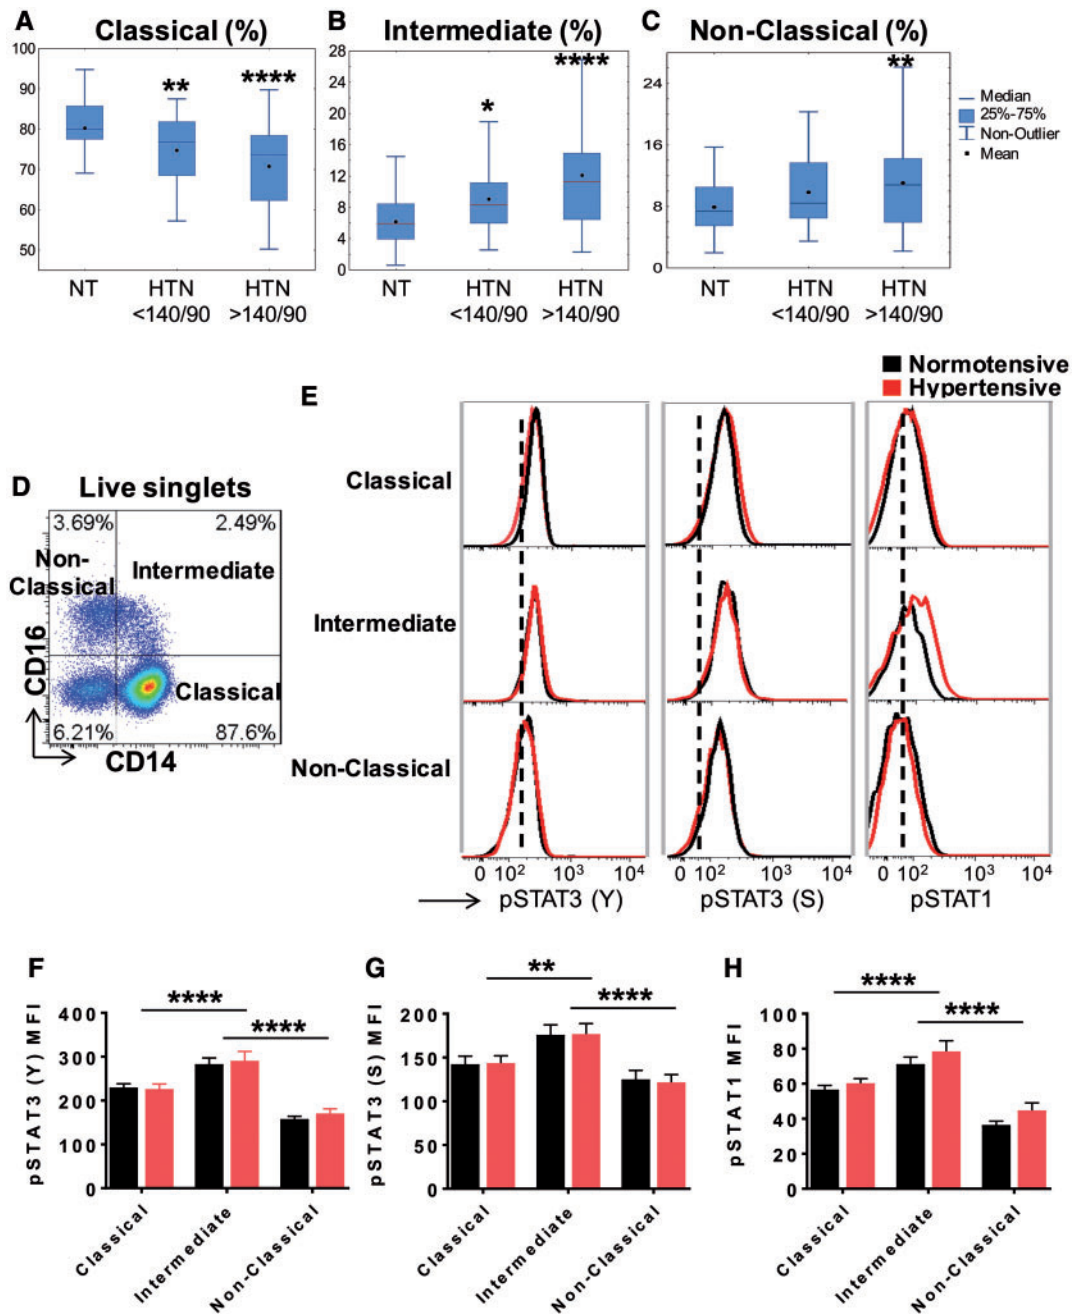 A Classical (%)
100
90
80
70
60
50
**
****
NT
HTN <140/90
HTN >140/90
B Intermediate (%)
28
24
20
16
12
8
4
0
*
****
NT
HTN <140/90
HTN >140/90
C Non-Classical (%)
24
16
8
0
**
NT
HTN <140/90
HTN >140/90
Median
25%-75%
Non-Outlier
Mean
D Live singlets
3.69%
2.49%
Non-
Classical
Intermediate
Classical
6.21%
87.6%
CD16
CD14
E
Normotensive
Hypertensive
Classical
Intermediate
Non-Classical
0 10² 10³ 10⁴
pSTAT3 (Y)
0 10² 10³ 10⁴
pSTAT3 (S)
0 10² 10³ 10⁴
pSTAT1
F
****
****
pSTAT3 (Y) MFI
400
300
200
100
0
Classical
Intermediate
Non-Classical
G
**
****
pSTAT3 (S) MFI
200
150
100
50
0
Classical
Intermediate
Non-Classical
H
****
****
pSTAT1 MFI
100
80
60
40
20
0
Classical
Intermediate
Non-Classical